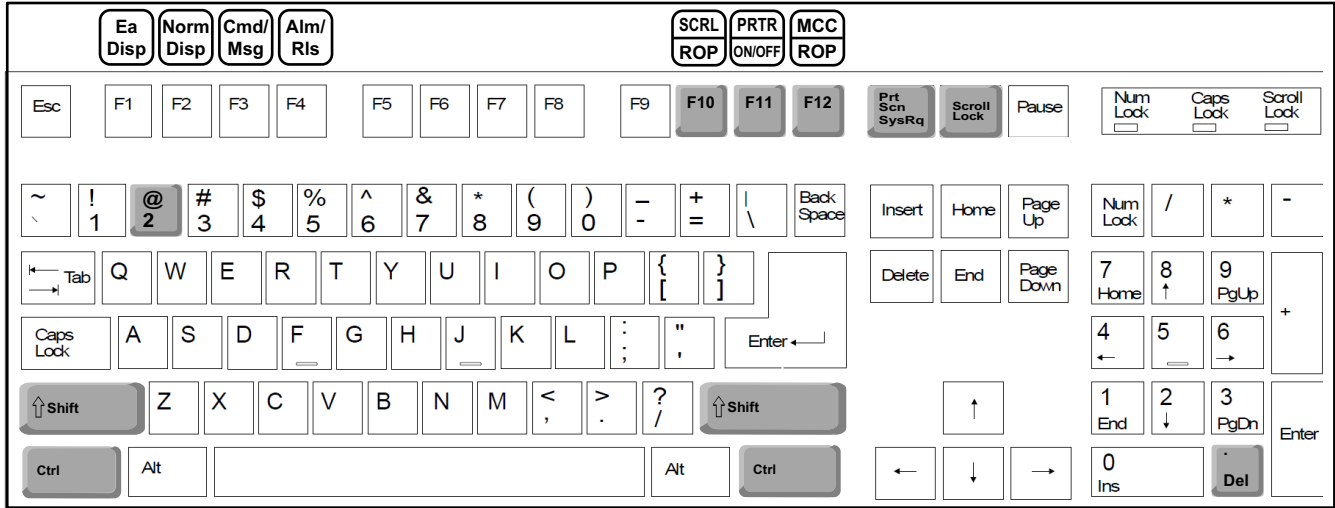 Ea Norm Cmd/ Alm/ SCRL PRTR MCC
Disp Disp Msg Rls ROP ON/OFF ROP
Esc F1 F2 F3 F4 F5 F6 F7 F8 F9 F10 F11 F12 Prt Scn SysRq Scroll Lock Pause Num Lock Caps Lock Scroll Lock
~ ! @ # $ % ^ & * ( ) _ + | Back Space Insert Home Page Up Num Lock / * -
` 1 2 3 4 5 6 7 8 9 0 - = \
Tab Q W E R T Y U I O P { } Delete End Page Down 7 8 9 +
[ ] Home ↑ PgUp
Caps Lock A S D F G H J K L : " Enter 4 5 6
; ' ← →
Shift Z X C V B N M < > ? Shift ↑ 1 2 3 Enter
, . / End ↓ PgDn
Ctrl Alt Alt Ctrl ← ↓ → 0 .
Ins Del